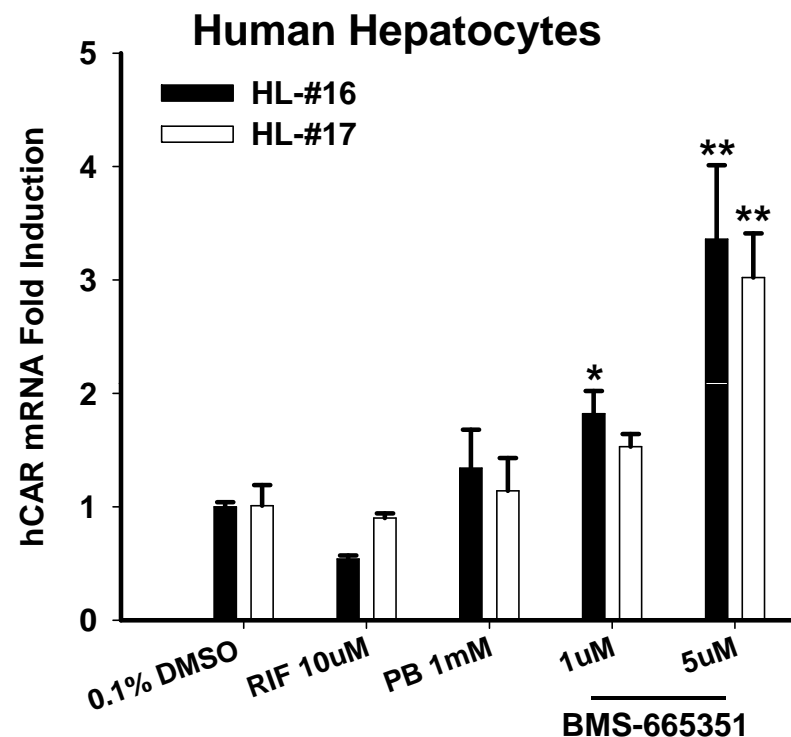 Human Hepatocytes
HL-#16
HL-#17
hCAR mRNA Fold Induction
5
4
3
2
1
0
**
**
*
0.1% DMSO
RIF 10uM
PB 1mM
1uM
5uM
BMS-665351